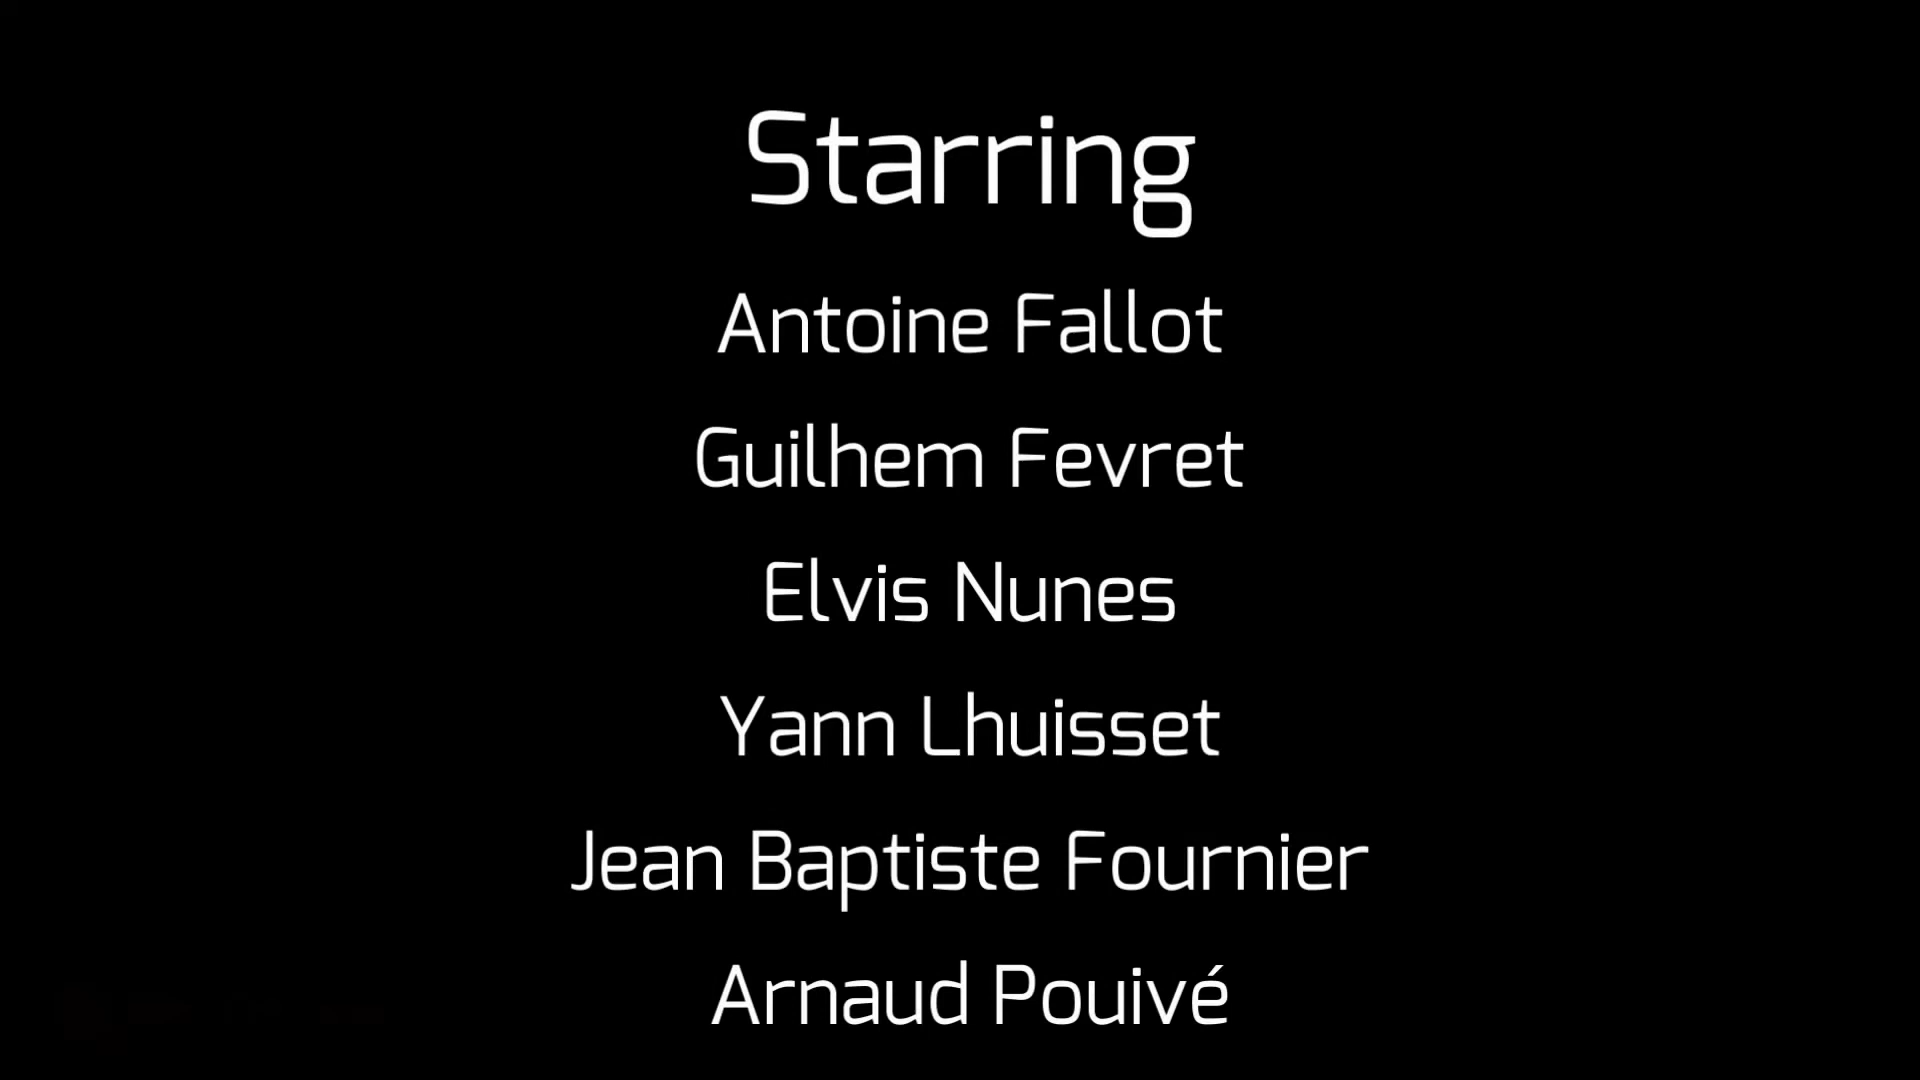 Starring
Antoine Fallot
Guilhem Fevret
Elvis Nunes
Yann Lhuisset
Jean Baptiste Fournier
Arnaud Pouivé